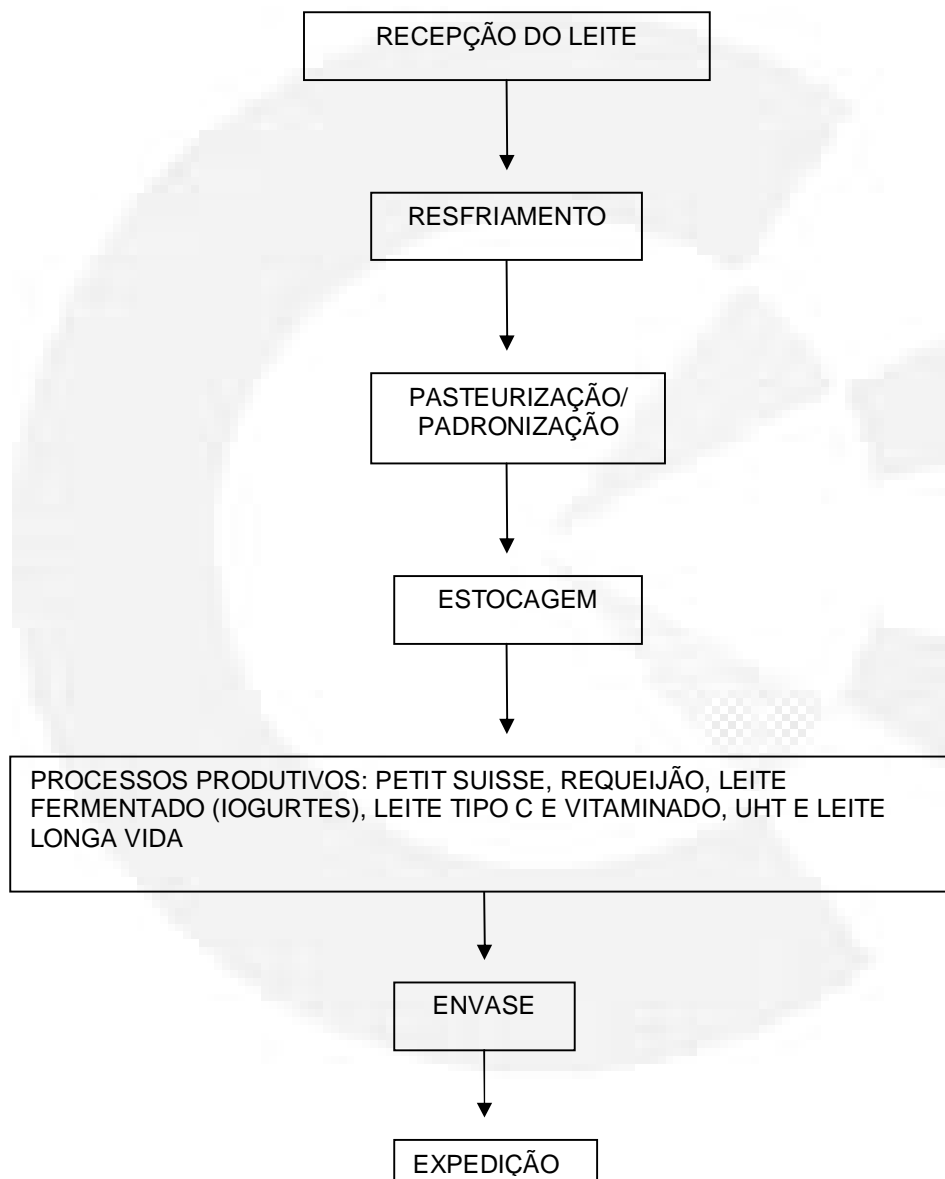 RECEPÇÃO DO LEITE
RESFRIAMENTO
PASTEURIZAÇÃO/
PADRONIZAÇÃO
ESTOCAGEM
PROCESSOS PRODUTIVOS: PETIT SUISSE, REQUEIJÃO, LEITE
FERMENTADO (IOGURTES), LEITE TIPO C E VITAMINADO, UHT E LEITE
LONGA VIDA
ENVASE
EXPEDIÇÃO